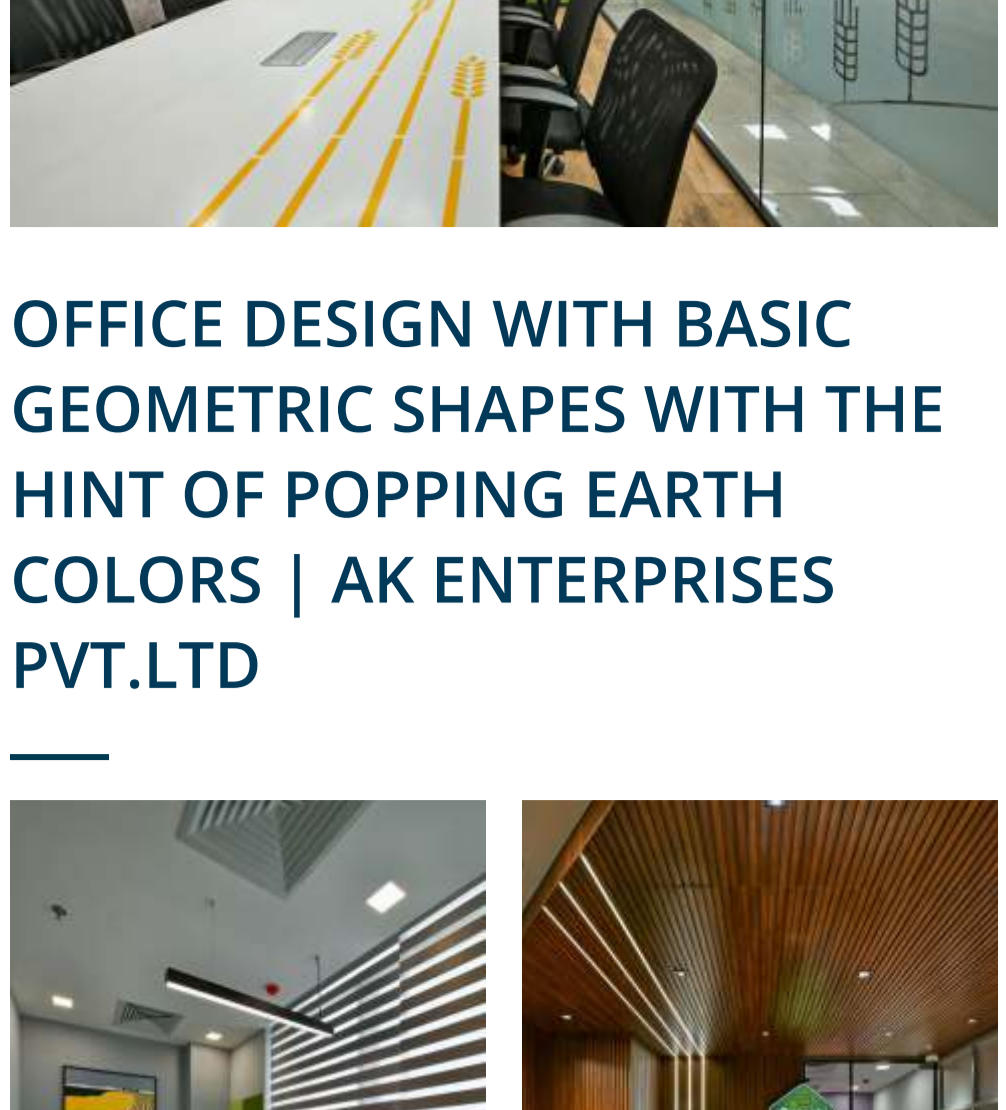 OFFICE DESIGN WITH BASIC
GEOMETRIC SHAPES WITH THE
HINT OF POPPING EARTH
COLORS | AK ENTERPRISES
PVT.LTD